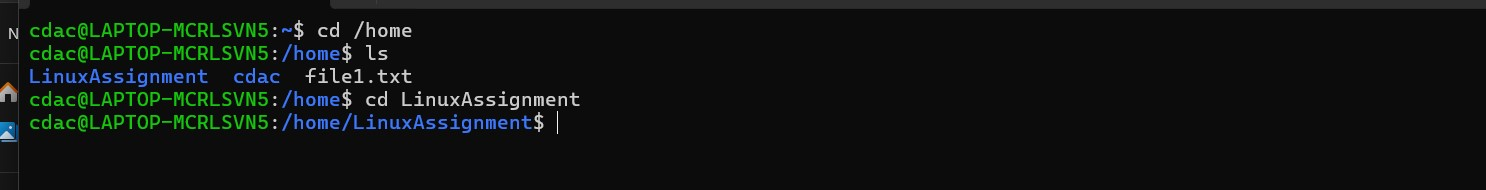 N
cdac@LAPTOP-MCRLSVN5:~$ cd /home
cdac@LAPTOP-MCRLSVN5:/home$ ls
LinuxAssignment  cdac  file1.txt
cdac@LAPTOP-MCRLSVN5:/home$ cd LinuxAssignment
cdac@LAPTOP-MCRLSVN5:/home/LinuxAssignment$